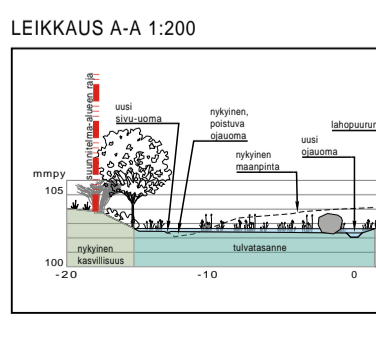 LEIKKAUS A-A 1:200
suunnitelma-alueen raja
uusi
sivu-uoma
nykyinen,
poistuva
ojauoma
lahopuurun
uusi
ojauoma
nykyinen
maanpinta
mmpy
105
nykyinen
kasvillisuus
tulvatasanne
100
-20
-10
0